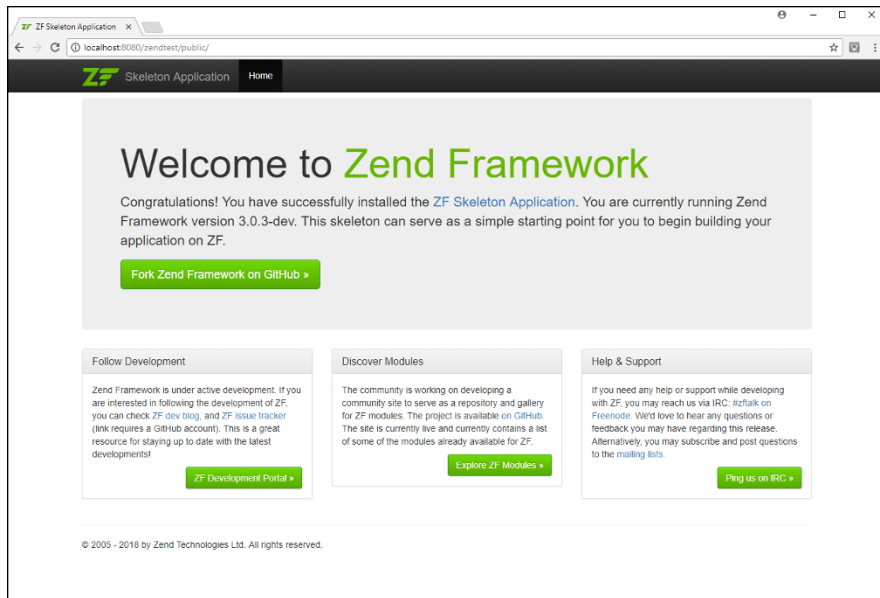 ZF Skeleton Application
localhost:8080/zendtest/public/
ZF Skeleton Application Home
Welcome to Zend Framework
Congratulations! You have successfully installed the ZF Skeleton Application. You are currently running Zend
Framework version 3.0.3-dev. This skeleton can serve as a simple starting point for you to begin building your
application on ZF.
Fork Zend Framework on GitHub »
Follow Development
Zend Framework is under active development. If you
are interested in following the development of ZF,
you can check ZF dev blog, and ZF issue tracker
(link requires a GitHub account). This is a great
resource for staying up to date with the latest
developments!
ZF Development Portal »
Discover Modules
The community is working on developing a
community site to serve as a repository and gallery
for ZF modules. The project is available on GitHub.
The site is currently live and currently contains a list
of some of the modules already available for ZF.
Explore ZF Modules »
Help & Support
If you need any help or support while developing
with ZF, you may reach us via IRC: #zftalk on
Freenode. We'd love to hear any questions or
feedback you may have regarding this release.
Alternatively, you may subscribe and post questions
to the mailing lists.
Ping us on IRC »
© 2005 - 2018 by Zend Technologies Ltd. All rights reserved.